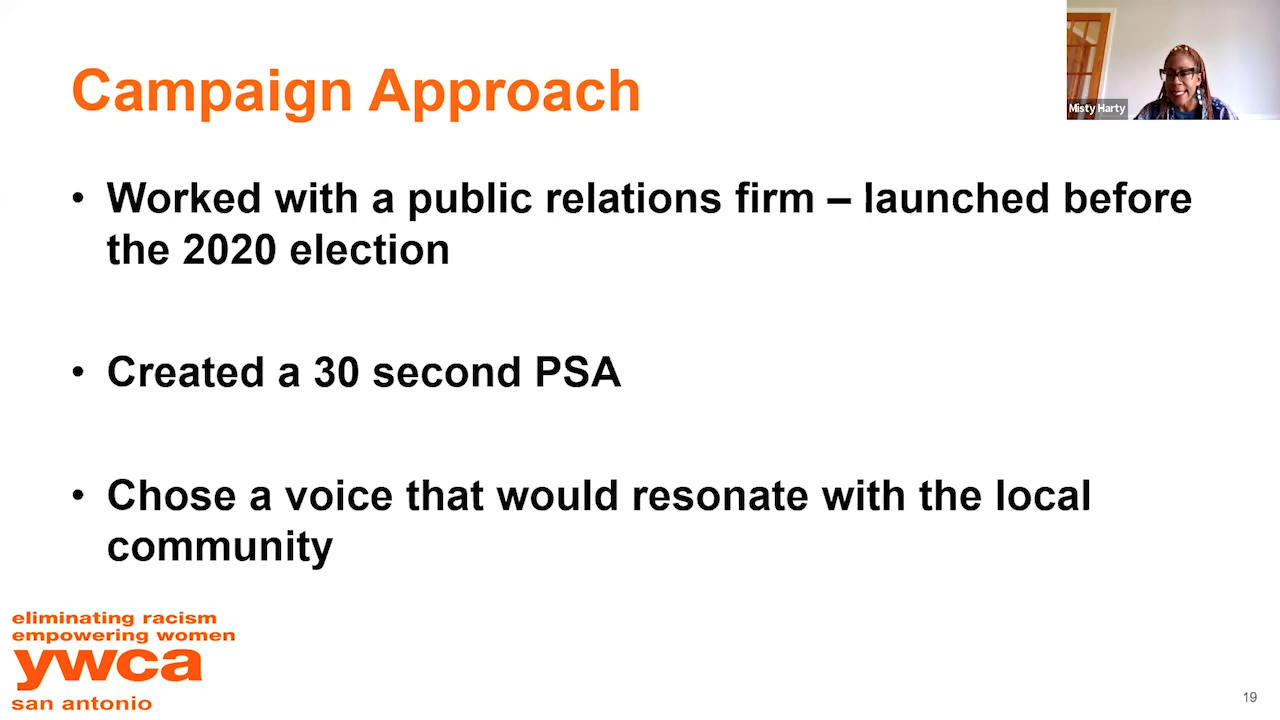 Campaign Approach
Misty Harty
• Worked with a public relations firm – launched before
the 2020 election
• Created a 30 second PSA
• Chose a voice that would resonate with the local
community
eliminating racism
empowering women
ywca
san antonio
19